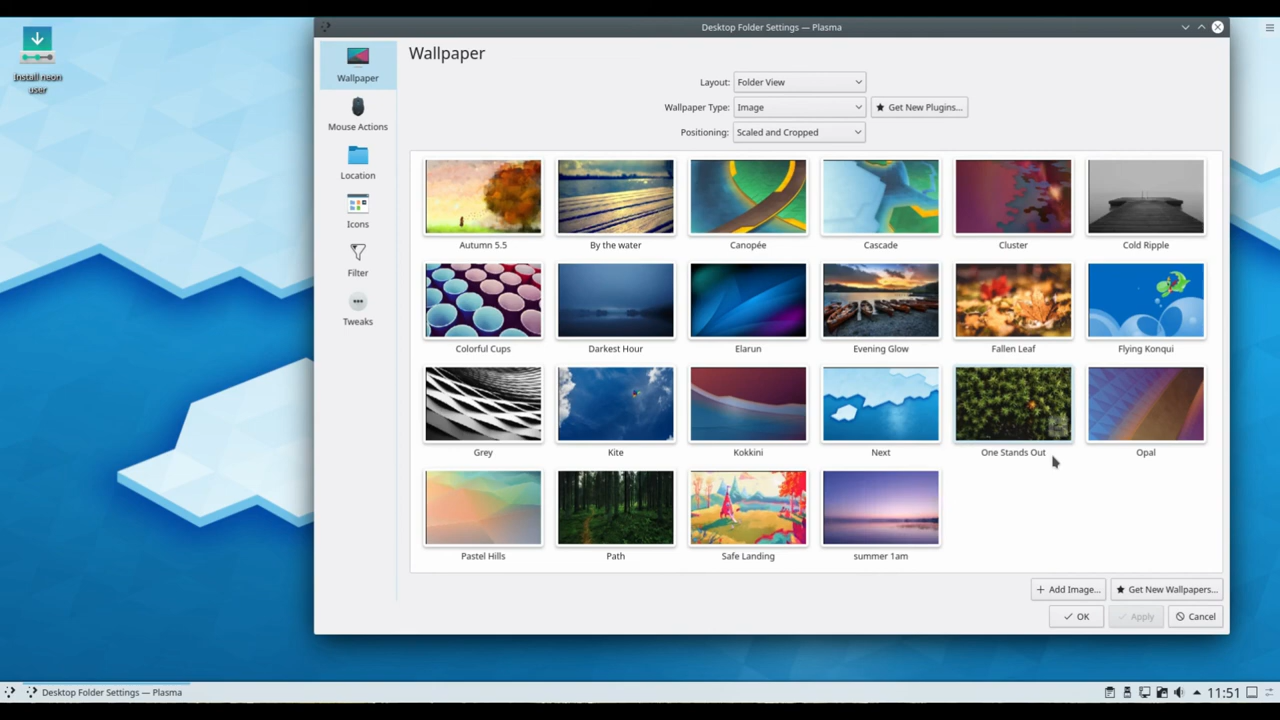 Install neon
user
Desktop Folder Settings — Plasma
Wallpaper
Mouse Actions
Location
Icons
Filter
Tweaks
Wallpaper
Layout: Folder View
Wallpaper Type: Image Get New Plugins...
Positioning: Scaled and Cropped
Autumn 5.5 By the water Canopée Cascade Cluster Cold Ripple
Colorful Cups Darkest Hour Elarun Evening Glow Fallen Leaf Flying Konqui
Grey Kite Kokkini Next One Stands Out Opal
Pastel Hills Path Safe Landing summer 1am
+ Add Image... Get New Wallpapers...
OK Apply Cancel
Desktop Folder Settings — Plasma
11:51